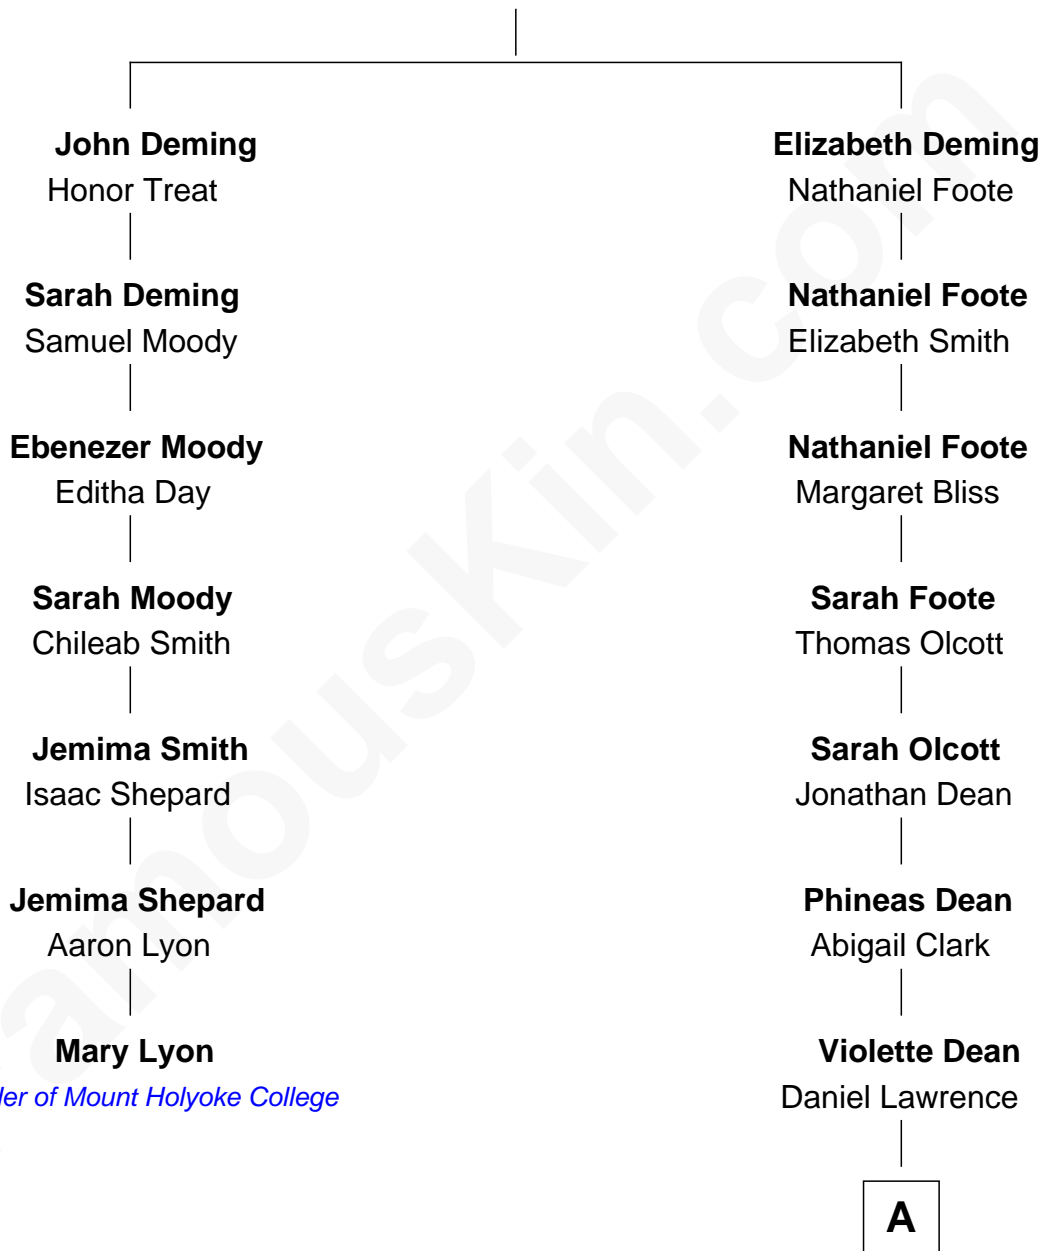 John Deming
Honor Treat
Sarah Deming
Samuel Moody
Ebenezer Moody
Editha Day
Sarah Moody
Chileab Smith
Jemima Smith
Isaac Shepard
Jemima Shepard
Aaron Lyon
Mary Lyon
of Mount Holyoke College
Elizabeth Deming
Nathaniel Foote
Nathaniel Foote
Elizabeth Smith
Nathaniel Foote
Margaret Bliss
Sarah Foote
Thomas Olcott
Sarah Olcott
Jonathan Dean
Phineas Dean
Abigail Clark
Violette Dean
Daniel Lawrence
A
amousKin.com